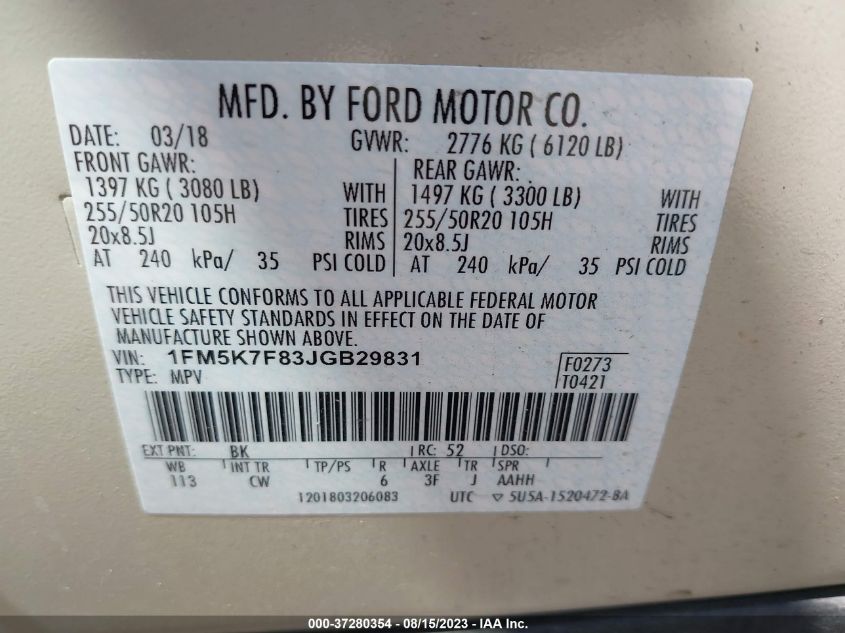 MFD. BY FORD MOTOR CO.
DATE: 03/18 GVWR: 2776 KG ( 6120 LB)
FRONT GAWR: REAR GAWR:
1397 KG ( 3080 LB) WITH 1497 KG ( 3300 LB) WITH
255/50R20 105H TIRES 255/50R20 105H TIRES
20x8.5J RIMS 20x8.5J RIMS
AT 240 kPa/ 35 PSI COLD AT 240 kPa/ 35 PSI COLD
THIS VEHICLE CONFORMS TO ALL APPLICABLE FEDERAL MOTOR
VEHICLE SAFETY STANDARDS IN EFFECT ON THE DATE OF
MANUFACTURE SHOWN ABOVE.
VIN: 1FM5K7F83JGB29831 F0273
TYPE: MPV T0421
EXT PNT: BK RC: 52 DSO:
WB INT TR TP/PS R AXLE TR SPR
113 CW 6 3F J AAHH
1201803206083 UTC ▽ 5U5A-1520472-BA
000-37280354 - 08/15/2023 - IAA Inc.